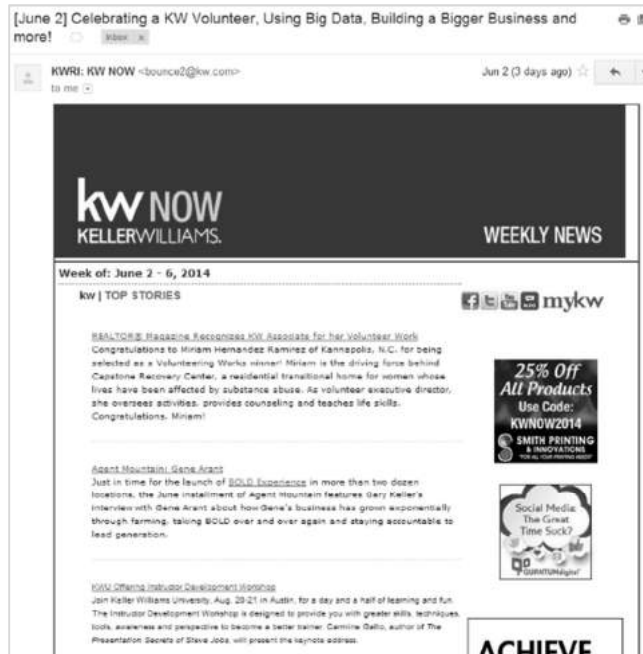 [June 2] Celebrating a KW Volunteer, Using Big Data, Building a Bigger Business and
more!
Inbox x
KWRI: KW NOW <bounce2@kw.com>
Jun 2 (3 days ago)
to me
kw NOW
KELLERWILLIAMS.
WEEKLY NEWS
Week of: June 2 - 6, 2014
kw | TOP STORIES
mykw
REALTOR® Magazine Recognizes KW Associate for her Volunteer Work
Congratulations to Miriam Hernandez Ramirez of Kannapolis, N.C. for being
selected as a Volunteering Works winner! Miriam is the driving force behind
Capstone Recovery Center, a residential transitional home for women whose
lives have been affected by substance abuse. As volunteer executive director,
she oversees activities, provides counseling and teaches life skills.
Congratulations, Miriam!
25% Off
All Products
Use Code:
KWNOW2014
SMITH PRINTING
& INNOVATIONS
"FOR ALL YOUR PRINTING NEEDS"
Agent Mountain: Gene Arant
Just in time for the launch of BOLD Experience in more than two dozen
locations, the June installment of Agent Mountain features Gary Keller's
interview with Gene Arant about how Gene's business has grown exponentially
through farming, taking BOLD over and over again and staying accountable to
lead generation.
Social Media:
The Great
Time Suck?
QUANTUMdigital
KWU Offering Instructor Development Workshop
Join Keller Williams University, Aug. 20-21 in Austin, for a day and a half of learning and fun.
The Instructor Development Workshop is designed to provide you with greater skills, techniques,
tools, awareness and perspective to become a better trainer. Carmine Gallo, author of The
Presentation Secrets of Steve Jobs, will present the keynote address.
ACHIEVE